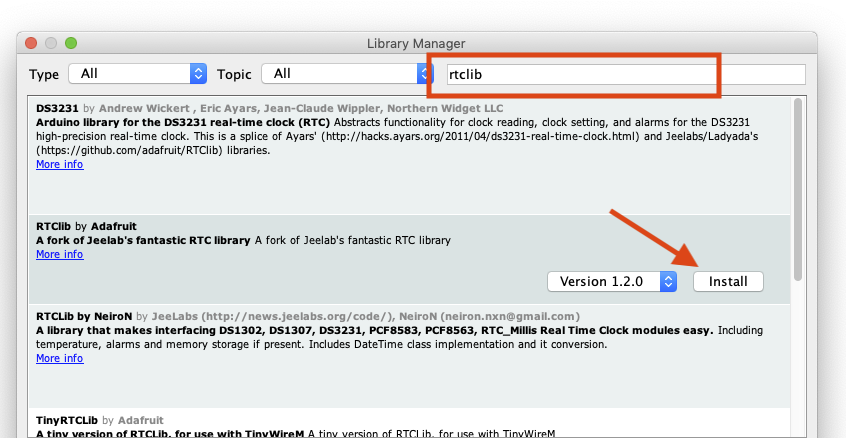 Library Manager
Type All Topic All rtclib
DS3231 by Andrew Wickert , Eric Ayars, Jean-Claude Wippler, Northern Widget LLC
Arduino library for the DS3231 real-time clock (RTC) Abstracts functionality for clock reading, clock setting, and alarms for the DS3231
high-precision real-time clock. This is a splice of Ayars' (http://hacks.ayars.org/2011/04/ds3231-real-time-clock.html) and Jeelabs/Ladyada's
(https://github.com/adafruit/RTClib) libraries.
More info
RTClib by Adafruit
A fork of Jeelab's fantastic RTC library A fork of Jeelab's fantastic RTC library
More info
Version 1.2.0 Install
RTCLib by NeiroN by JeeLabs (http://news.jeelabs.org/code/), NeiroN (neiron.nxn@gmail.com)
A library that makes interfacing DS1302, DS1307, DS3231, PCF8583, PCF8563, RTC_Millis Real Time Clock modules easy. Including
temperature, alarms and memory storage if present. Includes DateTime class implementation and it conversion.
More info
TinyRTCLib by Adafruit
A tiny version of RTCLib, for use with TinyWireM A tiny version of RTCLib, for use with TinyWireM